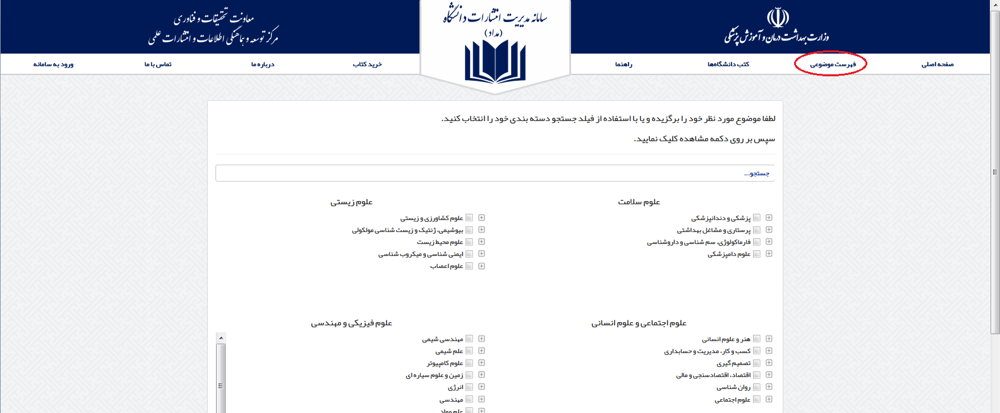 وزارت بهداشت درمان و آموزش پزشکی
سامانه مدیریت انتشارات دانشگاه
(مداد)
معاونت تحقیقات و فناوری
مرکز توسعه و هماهنگی اطلاعات و انتشارات علمی
صفحه اصلی
فهرست موضوعی
کتب دانشگاه‌ها
راهنما
خرید کتاب
درباره ما
تماس با ما
ورود به سامانه
لطفا موضوع مورد نظر خود را برگزیده و یا با استفاده از فیلد جستجو دسته بندی خود را انتخاب کنید.
سپس بر روی دکمه مشاهده کلیک نمایید.
جستجو...
علوم سلامت
پزشکی و دندانپزشکی
پرستاری و مشاغل بهداشتی
فارماکولوژی، سم شناسی و داروشناسی
علوم دامپزشکی
علوم زیستی
علوم کشاورزی و زیستی
بیوشیمی، ژنتیک و زیست شناسی مولکولی
علوم محیط زیست
ایمنی شناسی و میکروب شناسی
علوم اعصاب
علوم اجتماعی و علوم انسانی
هنر و علوم انسانی
کسب و کار، مدیریت و حسابداری
تصمیم گیری
اقتصاد، اقتصادسنجی و مالی
روان شناسی
علوم اجتماعی
علوم فیزیکی و مهندسی
مهندسی شیمی
علم شیمی
علوم کامپیوتر
زمین و علوم سیاره ای
انرژی
مهندسی
علم مواد